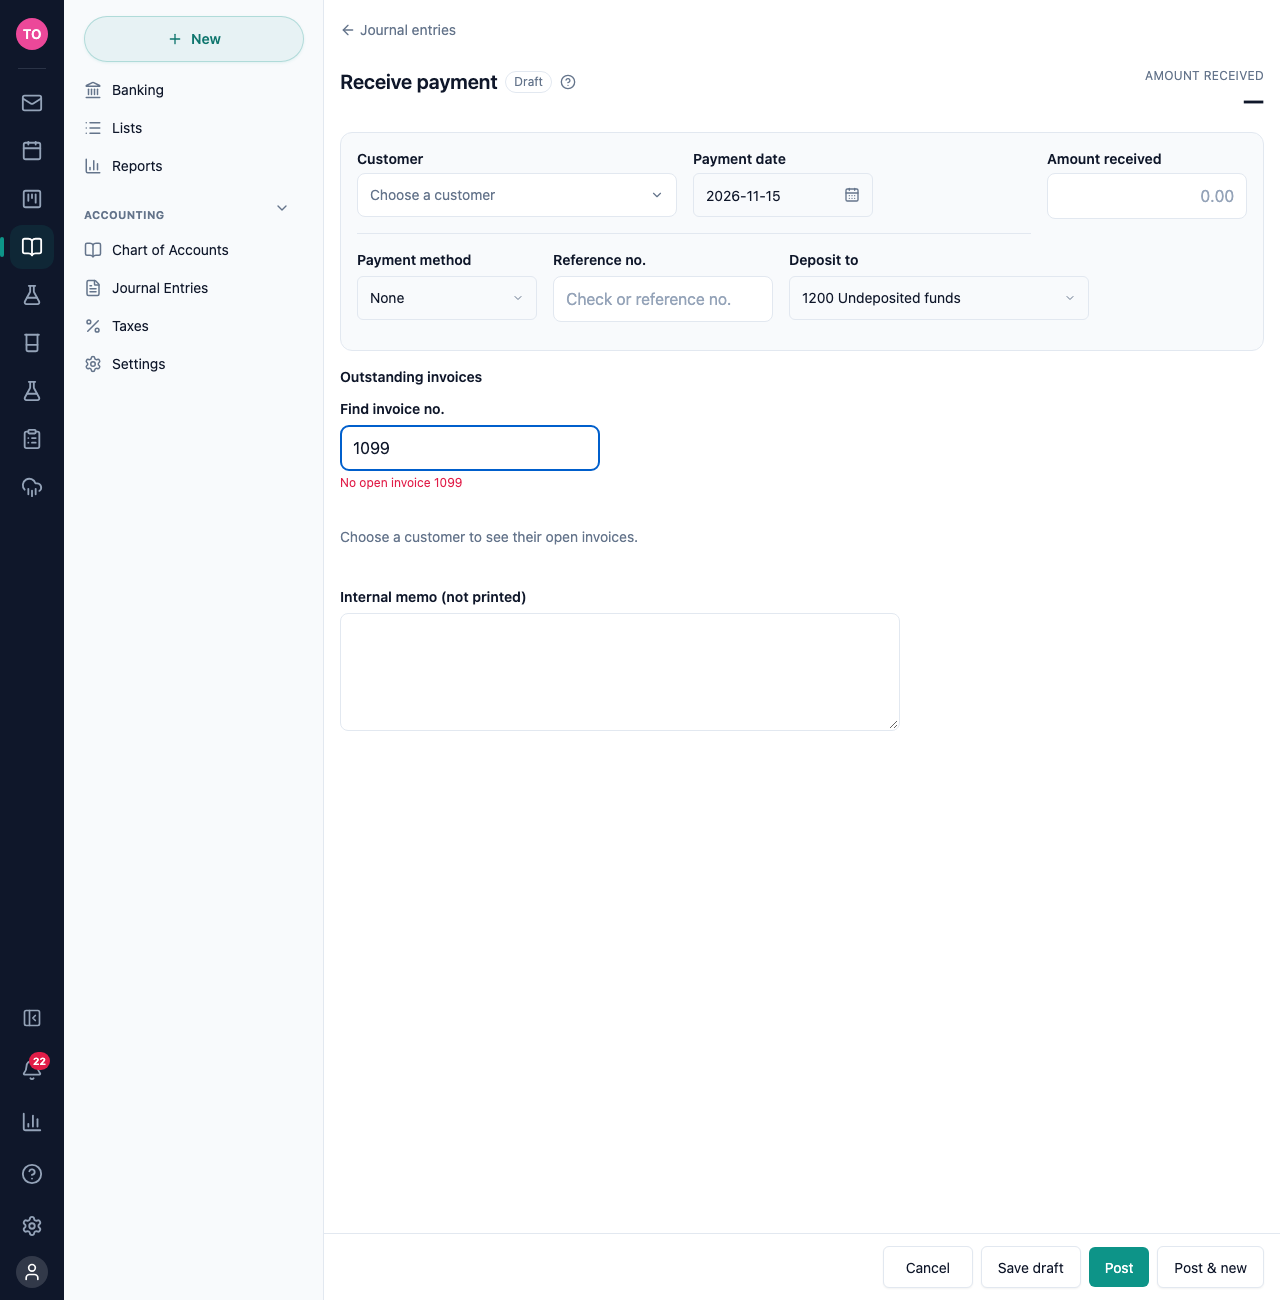 TO
New
Banking
Lists
Reports
ACCOUNTING
Chart of Accounts
Journal Entries
Taxes
Settings
22
Journal entries
Receive payment
Draft
AMOUNT RECEIVED
—
Customer
Choose a customer
Payment date
2026-11-15
Amount received
0.00
Payment method
None
Reference no.
Check or reference no.
Deposit to
1200 Undeposited funds
Outstanding invoices
Find invoice no.
1099
No open invoice 1099
Choose a customer to see their open invoices.
Internal memo (not printed)
Cancel
Save draft
Post
Post & new